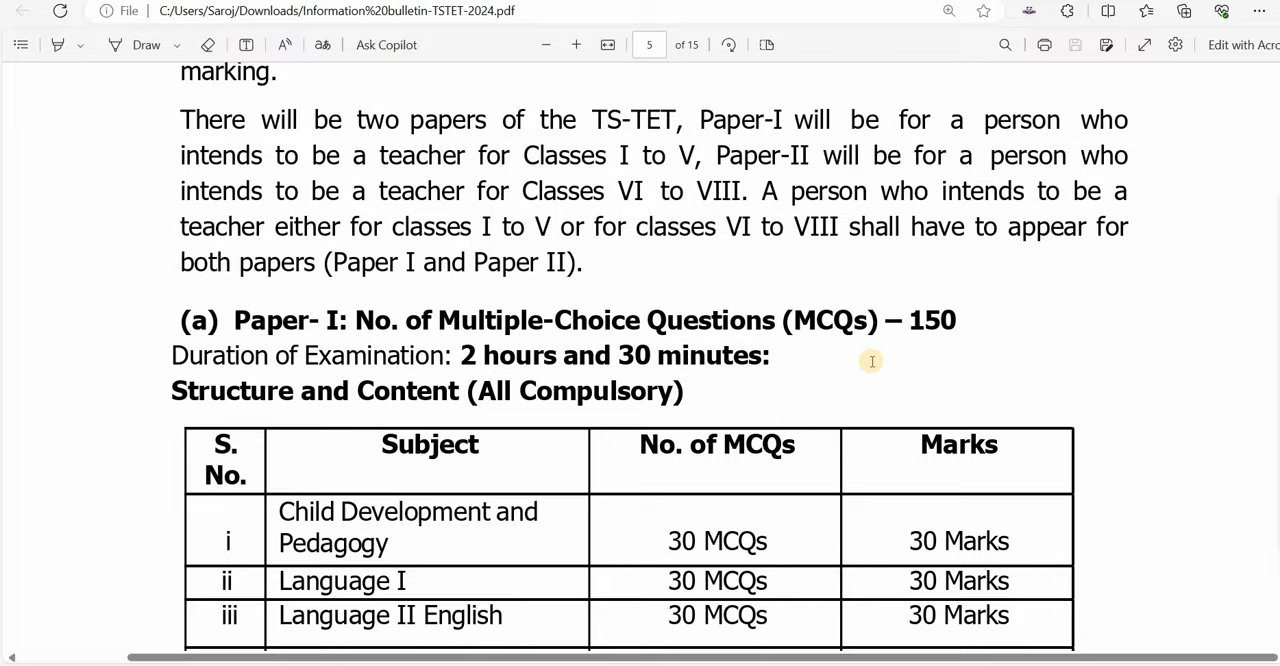 File
C:/Users/Saroj/Downloads/Information%20bulletin-TSTET-2024.pdf
Draw
Ask Copilot
5 of 15
Edit with Acro
marking.
There will be two papers of the TS-TET, Paper-I will be for a person who
intends to be a teacher for Classes I to V, Paper-II will be for a person who
intends to be a teacher for Classes VI to VIII. A person who intends to be a
teacher either for classes I to V or for classes VI to VIII shall have to appear for
both papers (Paper I and Paper II).
(a) Paper- I: No. of Multiple-Choice Questions (MCQs) – 150
Duration of Examination: 2 hours and 30 minutes:
Structure and Content (All Compulsory)
S. No. Subject No. of MCQs Marks
i Child Development and Pedagogy 30 MCQs 30 Marks
ii Language I 30 MCQs 30 Marks
iii Language II English 30 MCQs 30 Marks